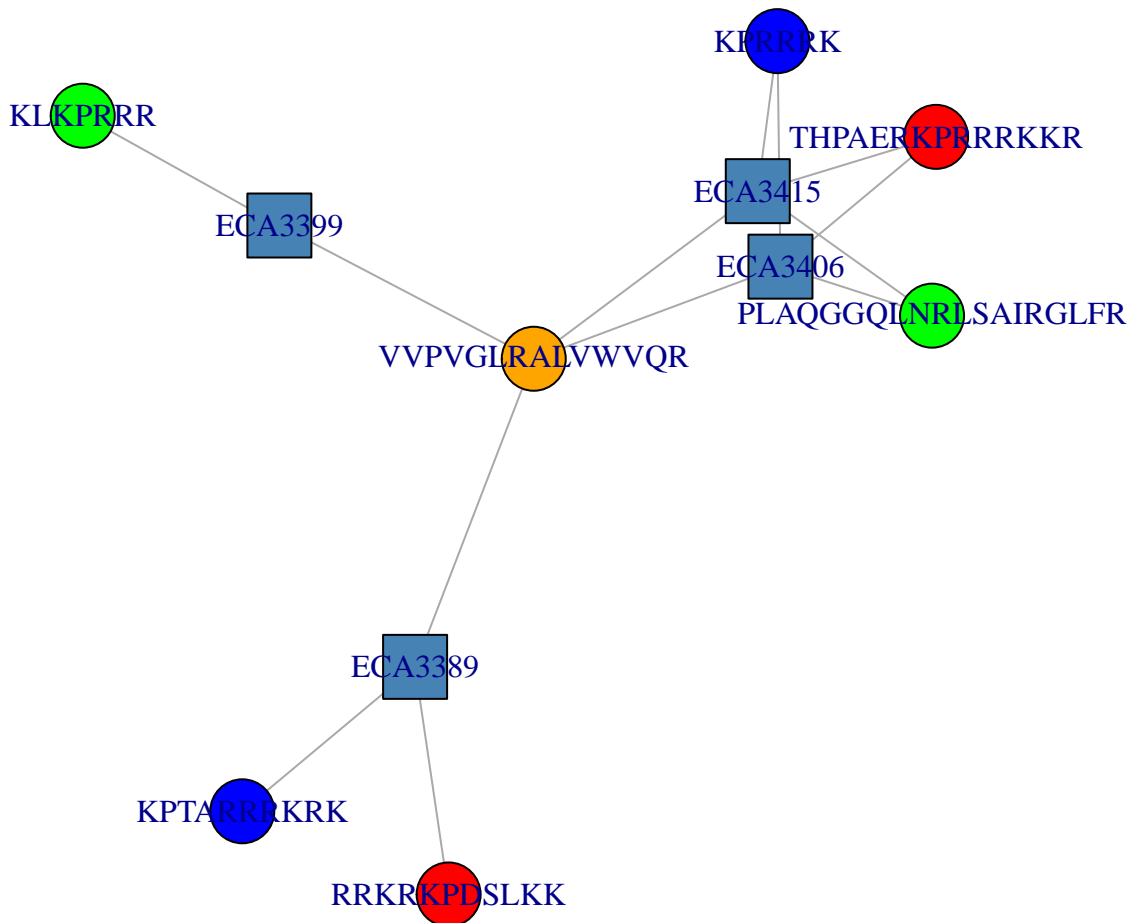 KPRRRK
KLKPRRR
THPAERKPRRRKKR
ECA3415
ECA3399
ECA3406
PLAQGGQLNRLSAIRGLFR
VVPVGLRALVWVQR
ECA3389
KPTARRRKRK
RRKRKPDSLKK